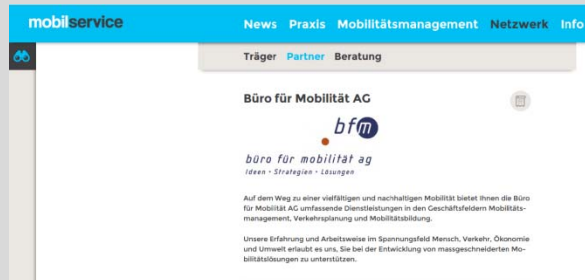 mobilservice
News Praxis Mobilitätsmanagement Netzwerk Info
Träger Partner Beratung
Büro für Mobilität AG
bfm
büro für mobilität ag
Ideen • Strategien • Lösungen
Auf dem Weg zu einer vielfältigen und nachhaltigen Mobilität bietet Ihnen die Büro
für Mobilität AG umfassende Dienstleistungen in den Geschäftsfeldern Mobilitäts-
management, Verkehrsplanung und Mobilitätsbildung.
Unsere Erfahrung und Arbeitsweise im Spannungsfeld Mensch, Verkehr, Ökonomie
und Umwelt erlaubt es uns, Sie bei der Entwicklung von massgeschneiderten Mo-
bilitätslösungen zu unterstützen.